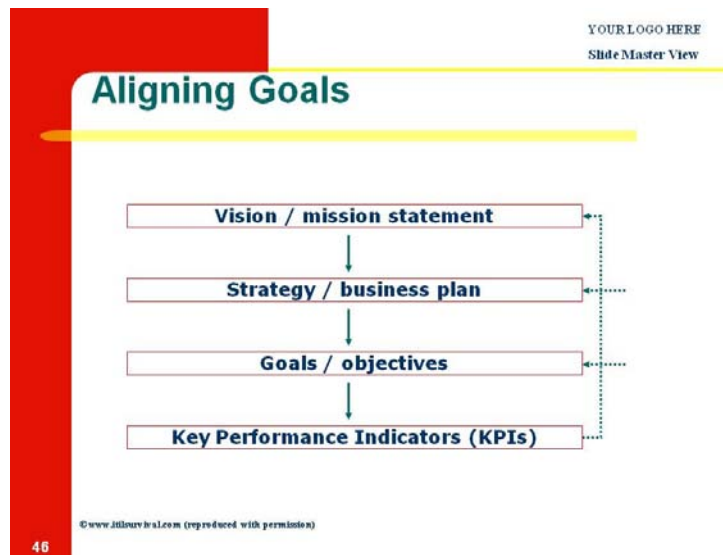 YOUR LOGO HERE
Slide Master View
Aligning Goals
Vision / mission statement
Strategy / business plan
Goals / objectives
Key Performance Indicators (KPIs)
©www.itilsurvival.com (reproduced with permission)
46